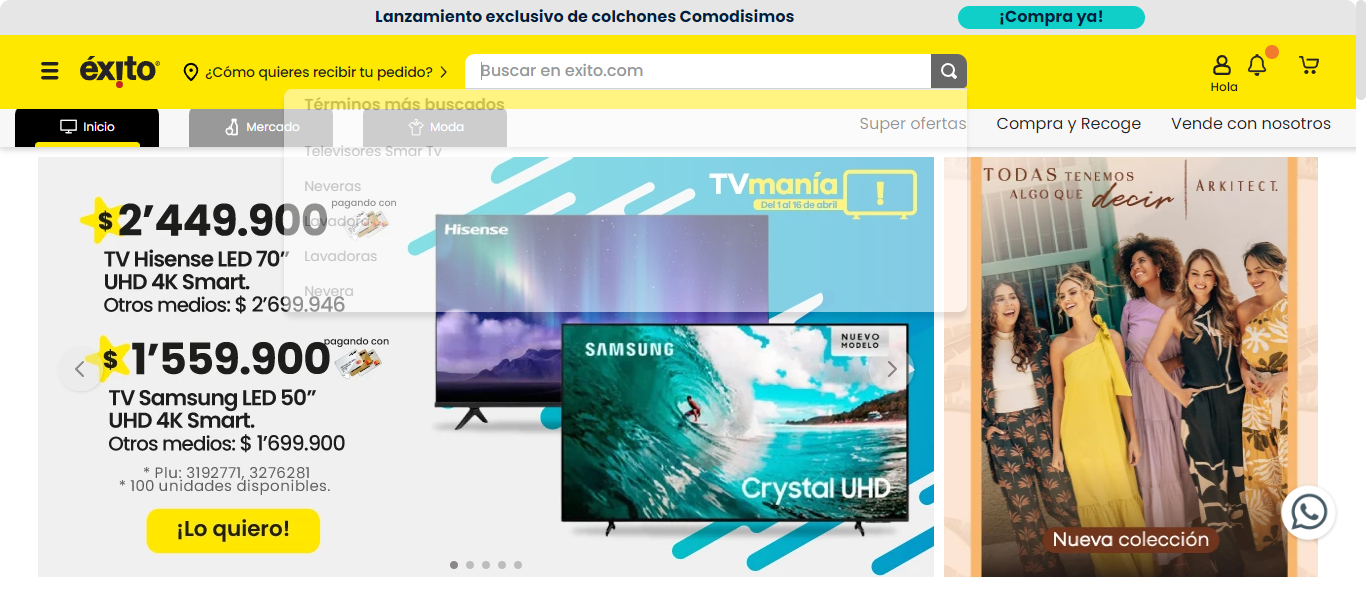 Lanzamiento exclusivo de colchones Comodisimos
¡Compra ya!
éxito
¿Cómo quieres recibir tu pedido?
Buscar en exito.com
Hola
Términos más buscados
Inicio
Mercado
Moda
Super ofertas
Compra y Recoge
Vende con nosotros
Televisores Smar Tv
Neveras
Lavadora
Lavadoras
Nevera
$2’449.900
pagando con
TV Hisense LED 70”
UHD 4K Smart.
Otros medios: $ 2’699.946
$1’559.900
pagando con
TV Samsung LED 50”
UHD 4K Smart.
Otros medios: $ 1’699.900
* Plu: 3192771, 3276281
* 100 unidades disponibles.
¡Lo quiero!
TVmanía
!
Del 1 al 16 de abril
Hisense
SAMSUNG
NUEVO
MODELO
Crystal UHD
TODAS TENEMOS
ALGO QUE decir
ARKITECT.
Nueva colección